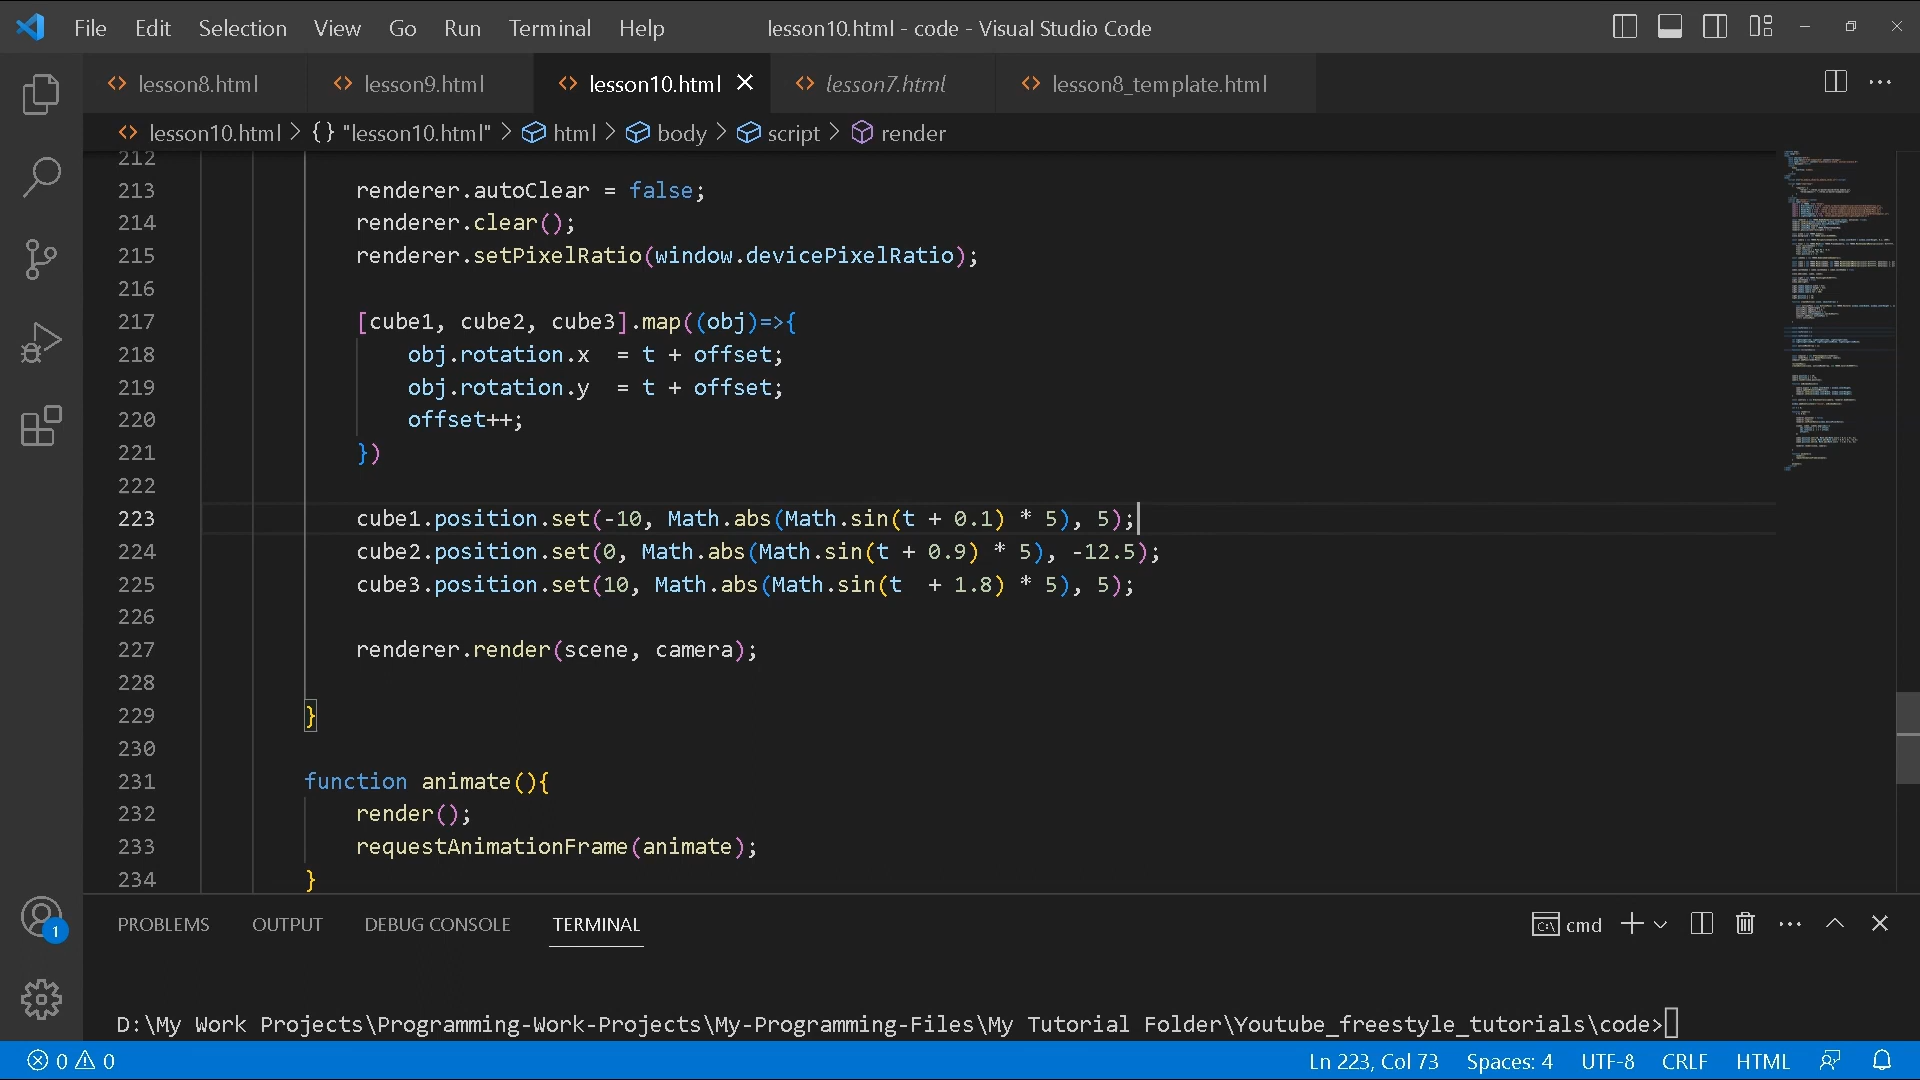 File Edit Selection View Go Run Terminal Help lesson10.html - code - Visual Studio Code
lesson8.html lesson9.html lesson10.html lesson7.html lesson8_template.html
lesson10.html > {} "lesson10.html" > html > body > script > render
212
213 renderer.autoClear = false;
214 renderer.clear();
215 renderer.setPixelRatio(window.devicePixelRatio);
216
217 [cube1, cube2, cube3].map((obj)=>{
218 obj.rotation.x  = t + offset;
219 obj.rotation.y  = t + offset;
220 offset++;
221 })
222
223 cube1.position.set(-10, Math.abs(Math.sin(t + 0.1) * 5), 5);
224 cube2.position.set(0, Math.abs(Math.sin(t + 0.9) * 5), -12.5);
225 cube3.position.set(10, Math.abs(Math.sin(t  + 1.8) * 5), 5);
226
227 renderer.render(scene, camera);
228
229 }
230
231 function animate(){
232 render();
233 requestAnimationFrame(animate);
234 }
PROBLEMS OUTPUT DEBUG CONSOLE TERMINAL cmd
1
D:\My Work Projects\Programming-Work-Projects\My-Programming-Files\My Tutorial Folder\Youtube_freestyle_tutorials\code>
0 0 Ln 223, Col 73 Spaces: 4 UTF-8 CRLF HTML